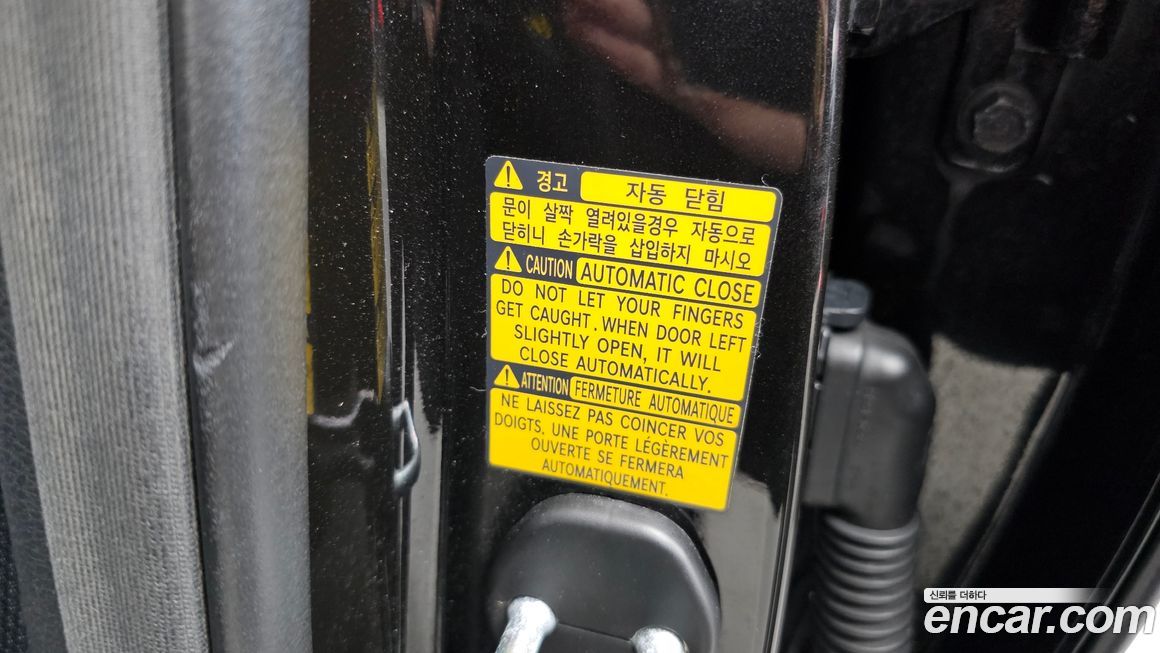 경고 자동 닫힘
문이 살짝 열려있을경우 자동으로
닫히니 손가락을 삽입하지 마시오
CAUTION AUTOMATIC CLOSE
DO NOT LET YOUR FINGERS
GET CAUGHT. WHEN DOOR LEFT
SLIGHTLY OPEN, IT WILL
CLOSE AUTOMATICALLY.
ATTENTION FERMETURE AUTOMATIQUE
NE LAISSEZ PAS COINCER VOS
DOIGTS. UNE PORTE LÉGÈREMENT
OUVERTE SE FERMERA
AUTOMATIQUEMENT.
신뢰를 더하다
encar.com